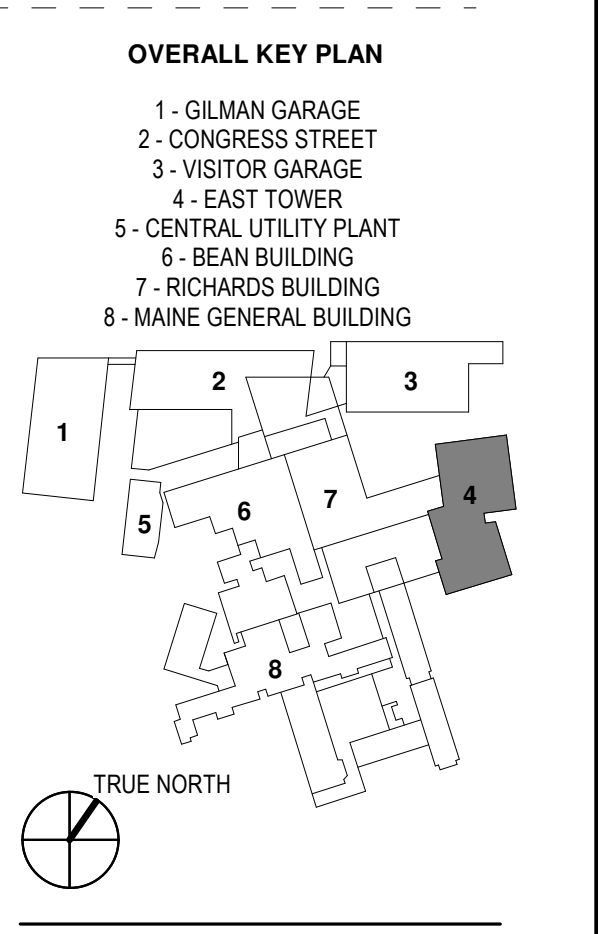 OVERALL KEY PLAN
1 - GILMAN GARAGE
2 - CONGRESS STREET
3 - VISITOR GARAGE
4 - EAST TOWER
5 - CENTRAL UTILITY PLANT
6 - BEAN BUILDING
7 - RICHARDS BUILDING
8 - MAINE GENERAL BUILDING
2
3
1
4
7
6
5
8
TRUE NORTH